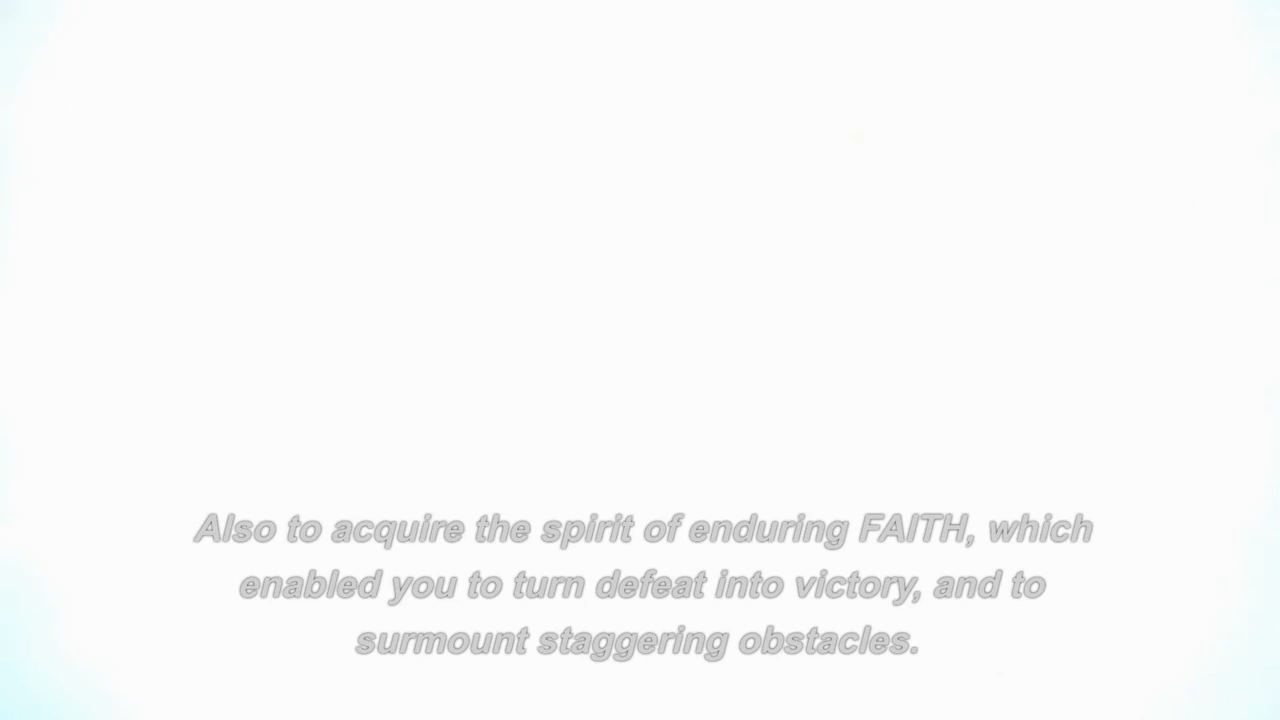 Also to acquire the spirit of enduring FAITH, which
enabled you to turn defeat into victory, and to
surmount staggering obstacles.